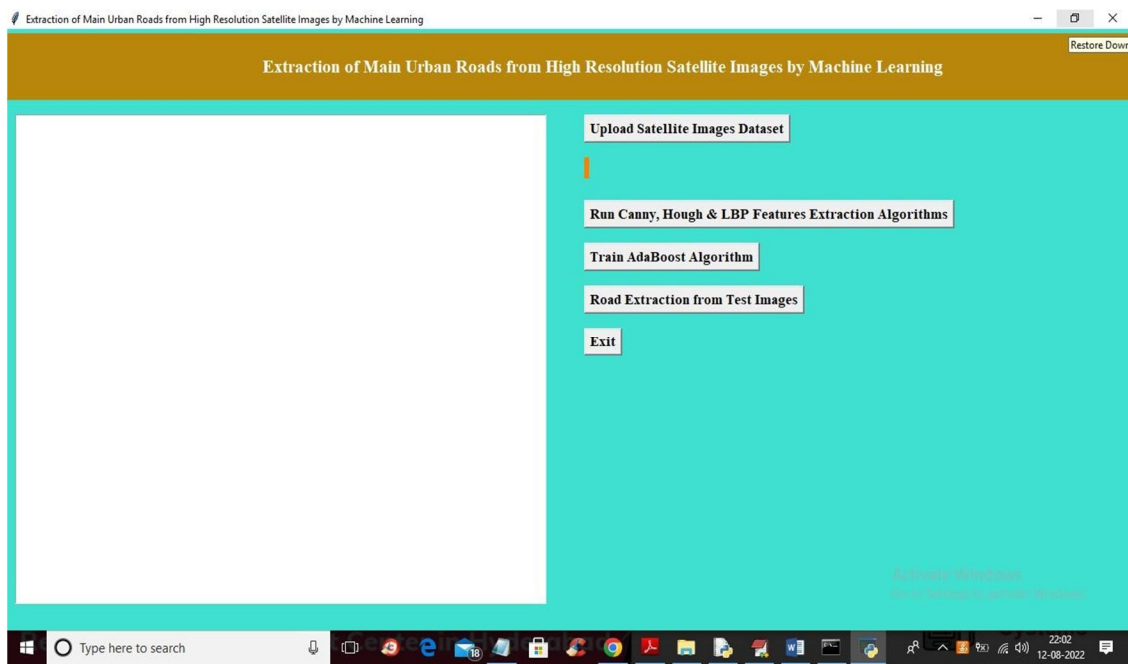 Extraction of Main Urban Roads from High Resolution Satellite Images by Machine Learning
Restore Down
Extraction of Main Urban Roads from High Resolution Satellite Images by Machine Learning
Upload Satellite Images Dataset
Run Canny, Hough & LBP Features Extraction Algorithms
Train AdaBoost Algorithm
Road Extraction from Test Images
Exit
Activate Windows
Type here to search
18
22:02
12-08-2022